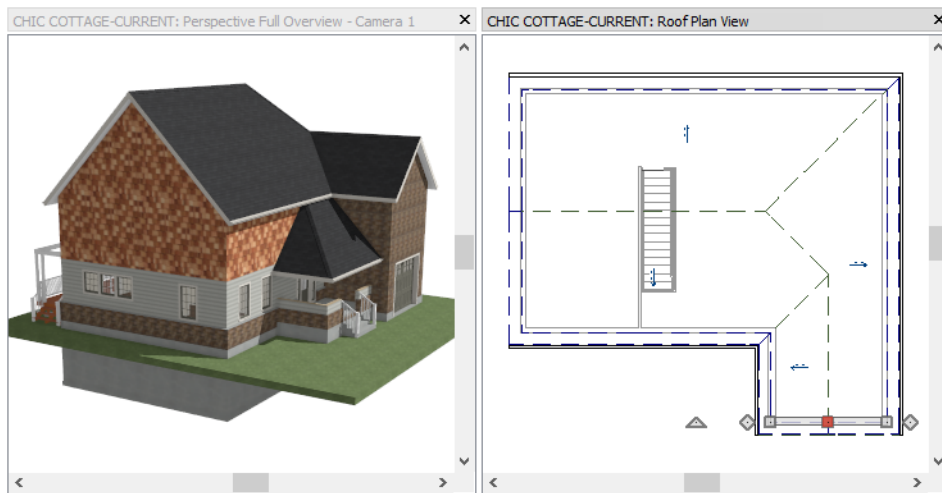 CHIC COTTAGE-CURRENT: Perspective Full Overview - Camera 1
CHIC COTTAGE-CURRENT: Roof Plan View